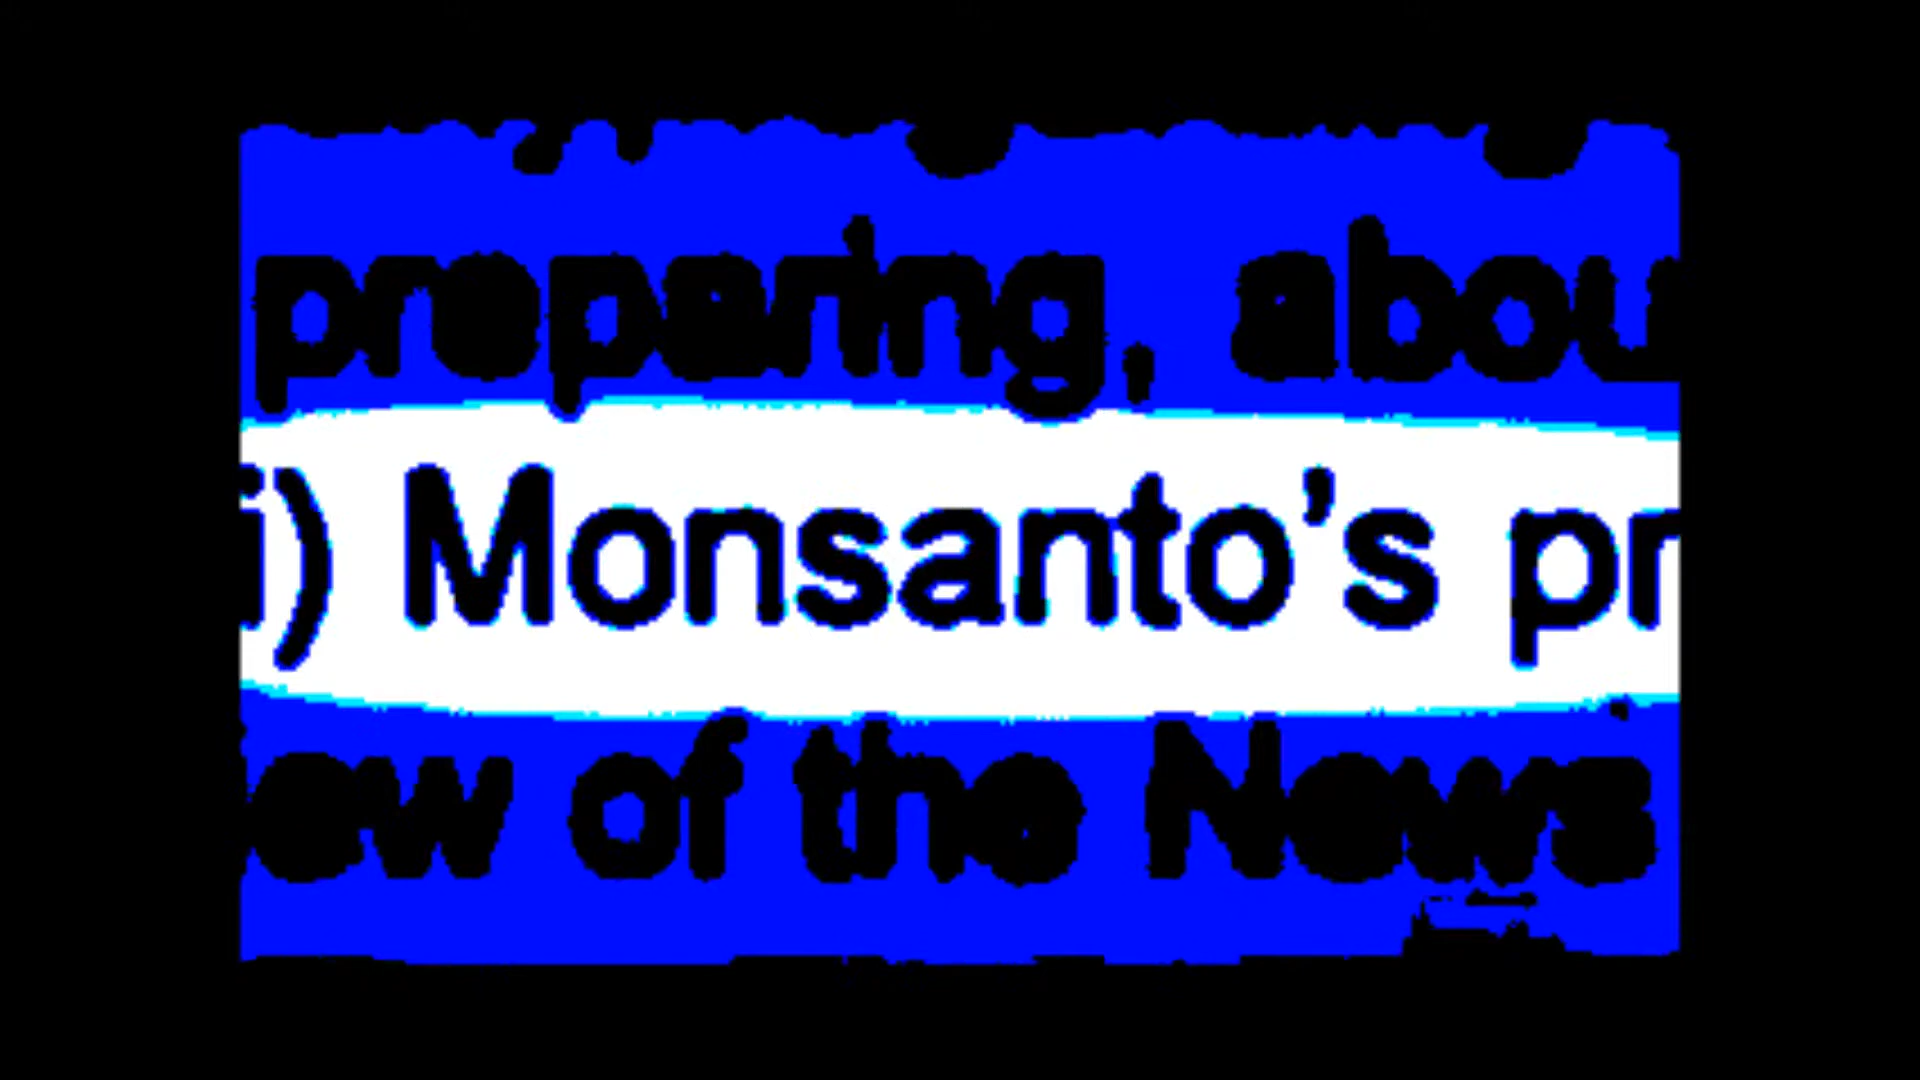 preparing, abou
i) Monsanto's pr
ew of the News